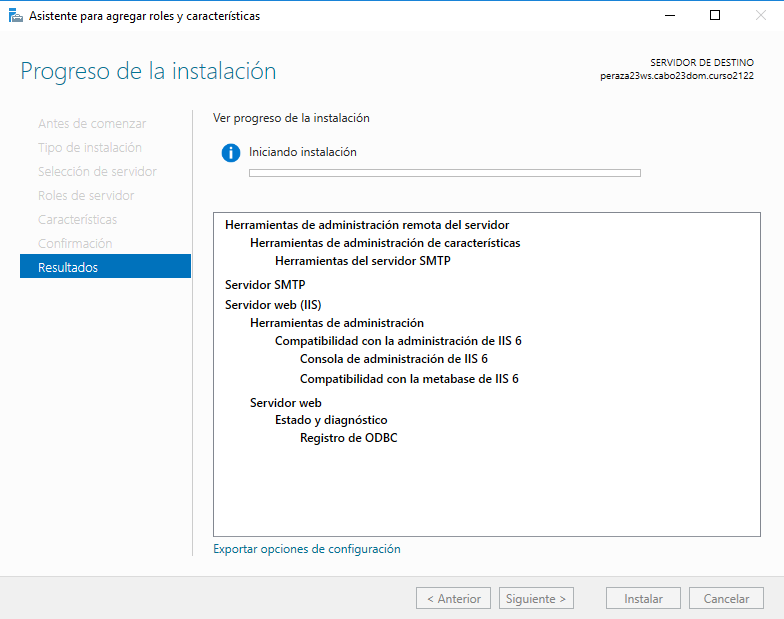 Asistente para agregar roles y características
Progreso de la instalación
SERVIDOR DE DESTINO
peraza23ws.cabo23dom.curso2122
Antes de comenzar
Tipo de instalación
Selección de servidor
Roles de servidor
Características
Confirmación
Resultados
Ver progreso de la instalación
Iniciando instalación
Herramientas de administración remota del servidor
Herramientas de administración de características
Herramientas del servidor SMTP
Servidor SMTP
Servidor web (IIS)
Herramientas de administración
Compatibilidad con la administración de IIS 6
Consola de administración de IIS 6
Compatibilidad con la metabase de IIS 6
Servidor web
Estado y diagnóstico
Registro de ODBC
Exportar opciones de configuración
< Anterior
Siguiente >
Instalar
Cancelar